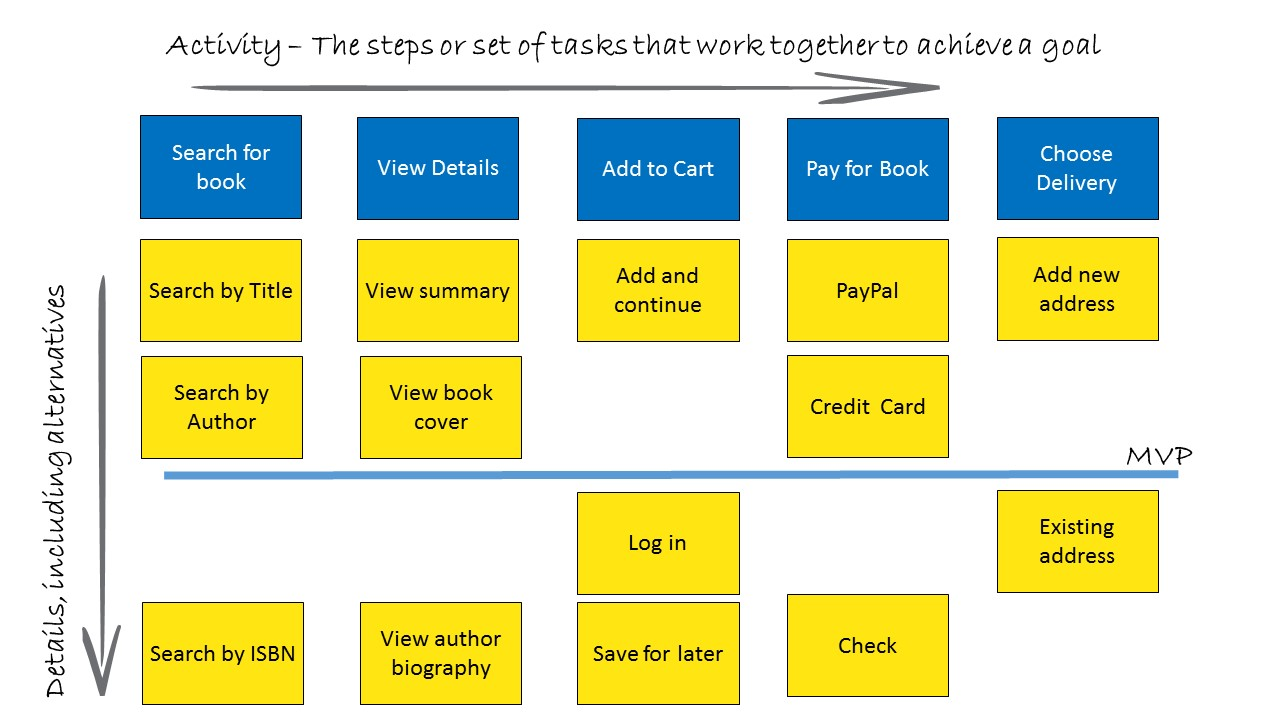 Activity – The steps or set of tasks that work together to achieve a goal
Search for
book
View Details
Add to Cart
Pay for Book
Choose
Delivery
Details, including alternatives
Search by Title
View summary
Add and
continue
PayPal
Add new
address
Search by
Author
View book
cover
Credit Card
MVP
Log in
Existing
address
Search by ISBN
View author
biography
Save for later
Check